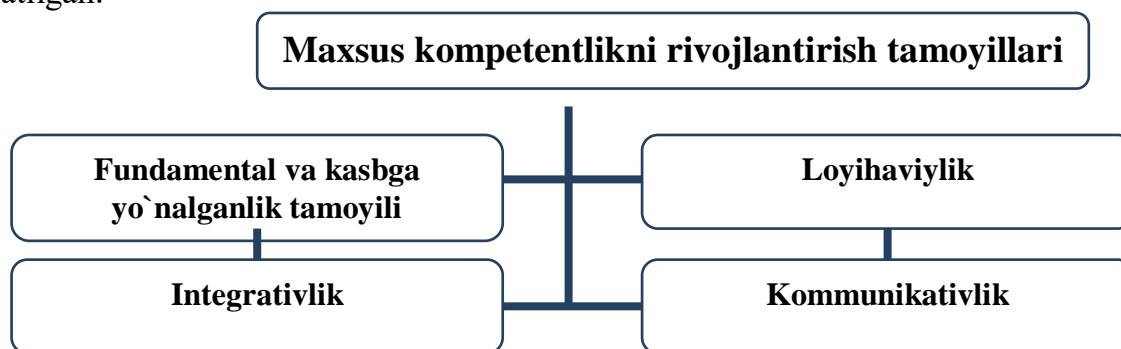 Maxsus kompetentlikni rivojlantirish tamoyillari
Fundamental va kasbga
yo`nalganlik tamoyili
Loyihaviylik
Integrativlik
Kommunikativlik